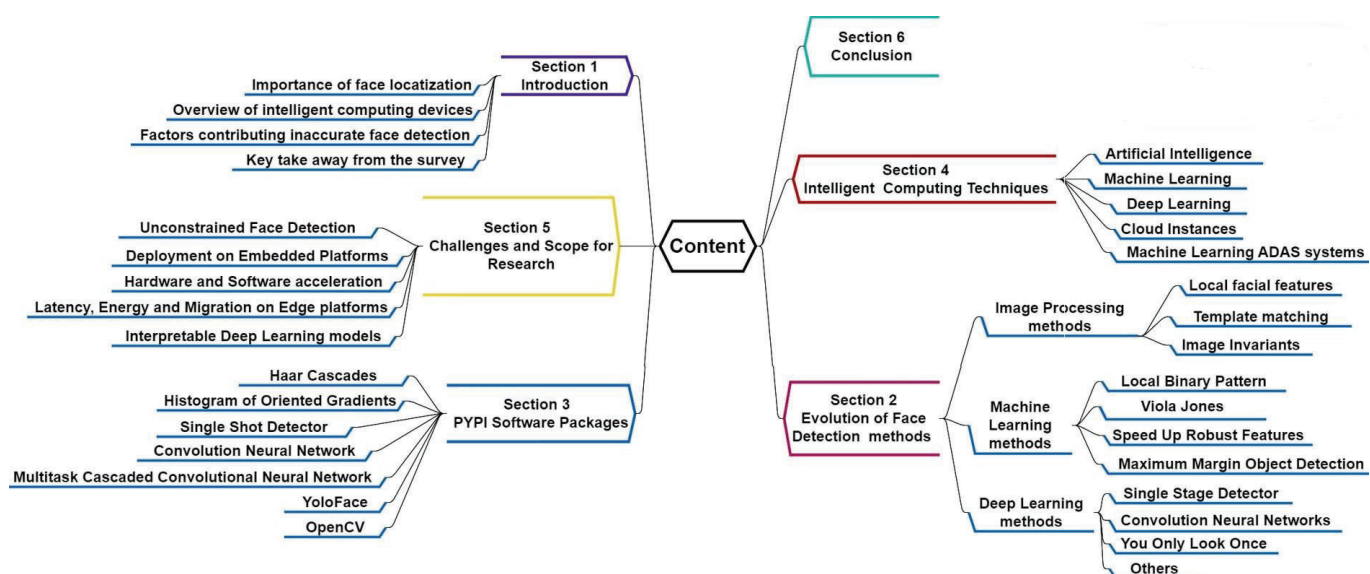 Content
Section 1
Introduction
Importance of face locatization
Overview of intelligent computing devices
Factors contributing inaccurate face detection
Key take away from the survey
Section 5
Challenges and Scope for
Research
Unconstrained Face Detection
Deployment on Embedded Platforms
Hardware and Software acceleration
Latency, Energy and Migration on Edge platforms
Interpretable Deep Learning models
Section 3
PYPI Software Packages
Haar Cascades
Histogram of Oriented Gradients
Single Shot Detector
Convolution Neural Network
Multitask Cascaded Convolutional Neural Network
YoloFace
OpenCV
Section 6
Conclusion
Section 4
Intelligent Computing Techniques
Artificial Intelligence
Machine Learning
Deep Learning
Cloud Instances
Machine Learning ADAS systems
Section 2
Evolution of Face
Detection methods
Image Processing
methods
Local facial features
Template matching
Image Invariants
Machine
Learning
methods
Local Binary Pattern
Viola Jones
Speed Up Robust Features
Maximum Margin Object Detection
Deep Learning
methods
Single Stage Detector
Convolution Neural Networks
You Only Look Once
Others